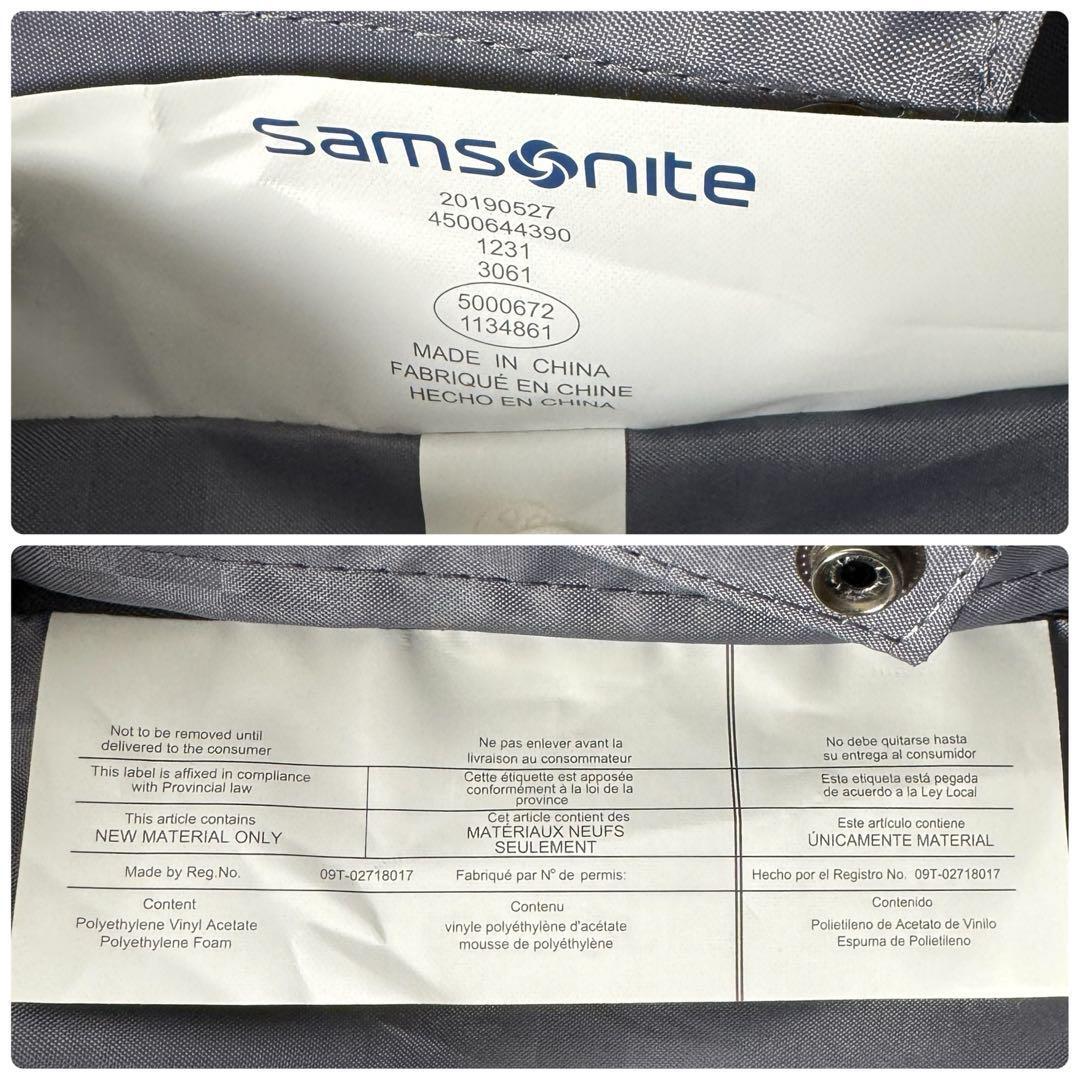 samsonite
20190527
4500644390
1231
3061
5000672
1134861
MADE IN CHINA
FABRIQUÉ EN CHINE
HECHO EN CHINA
Not to be removed until
delivered to the consumer
Ne pas enlever avant la
livraison au consommateur
No debe quitarse hasta
su entrega al consumidor
This label is affixed in compliance
with Provincial law
Cette étiquette est apposée
conformément à la loi de la
province
Esta etiqueta está pegada
de acuerdo a la Ley Local
This article contains
NEW MATERIAL ONLY
Cet article contient des
MATÉRIAUX NEUFS
SEULEMENT
Este artículo contiene
ÚNICAMENTE MATERIAL
Made by Reg.No. 09T-02718017 Fabriqué par Nº de permis:
Hecho por el Registro No. 09T-02718017
Content
Polyethylene Vinyl Acetate
Polyethylene Foam
Contenu
vinyle polyéthylène d'acétate
mousse de polyéthylène
Contenido
Polietileno de Acetato de Vinilo
Espuma de Polietileno